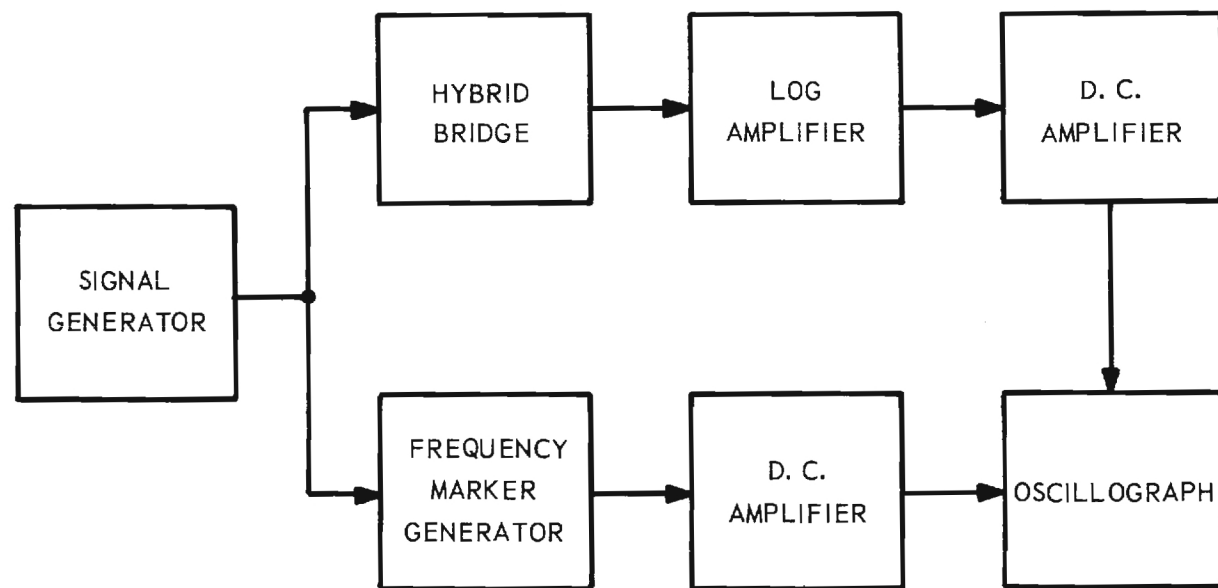 HYBRID
BRIDGE
LOG
AMPLIFIER
D. C.
AMPLIFIER
SIGNAL
GENERATOR
FREQUENCY
MARKER
GENERATOR
D. C.
AMPLIFIER
OSCILLOGRAPH